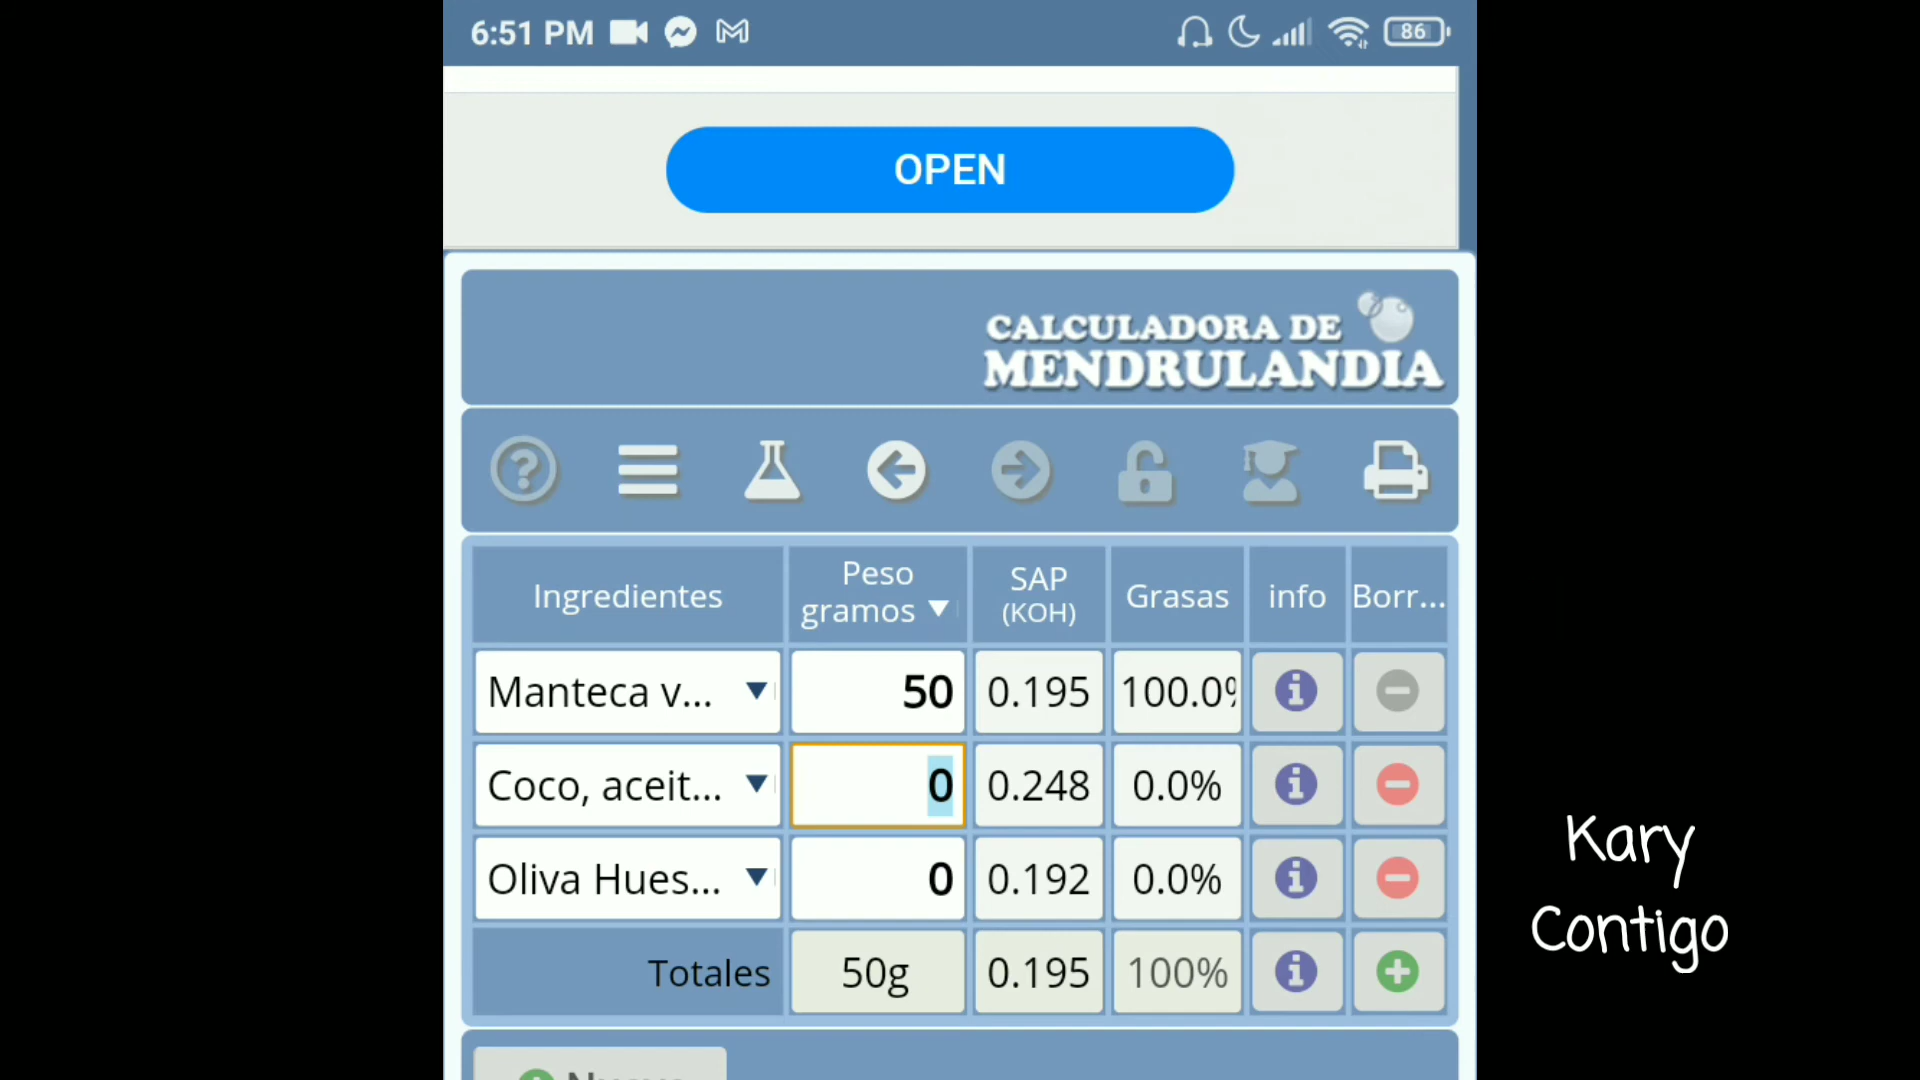 6:51 PM 86
OPEN
CALCULADORA DE
MENDRULANDIA
Ingredientes Peso gramos ▼ SAP (KOH) Grasas info Borr...
Manteca v... ▼ 50 0.195 100.0%
Coco, aceit... ▼ 0 0.248 0.0%
Oliva Hues... ▼ 0 0.192 0.0%
Totales 50g 0.195 100%
Kary
Contigo